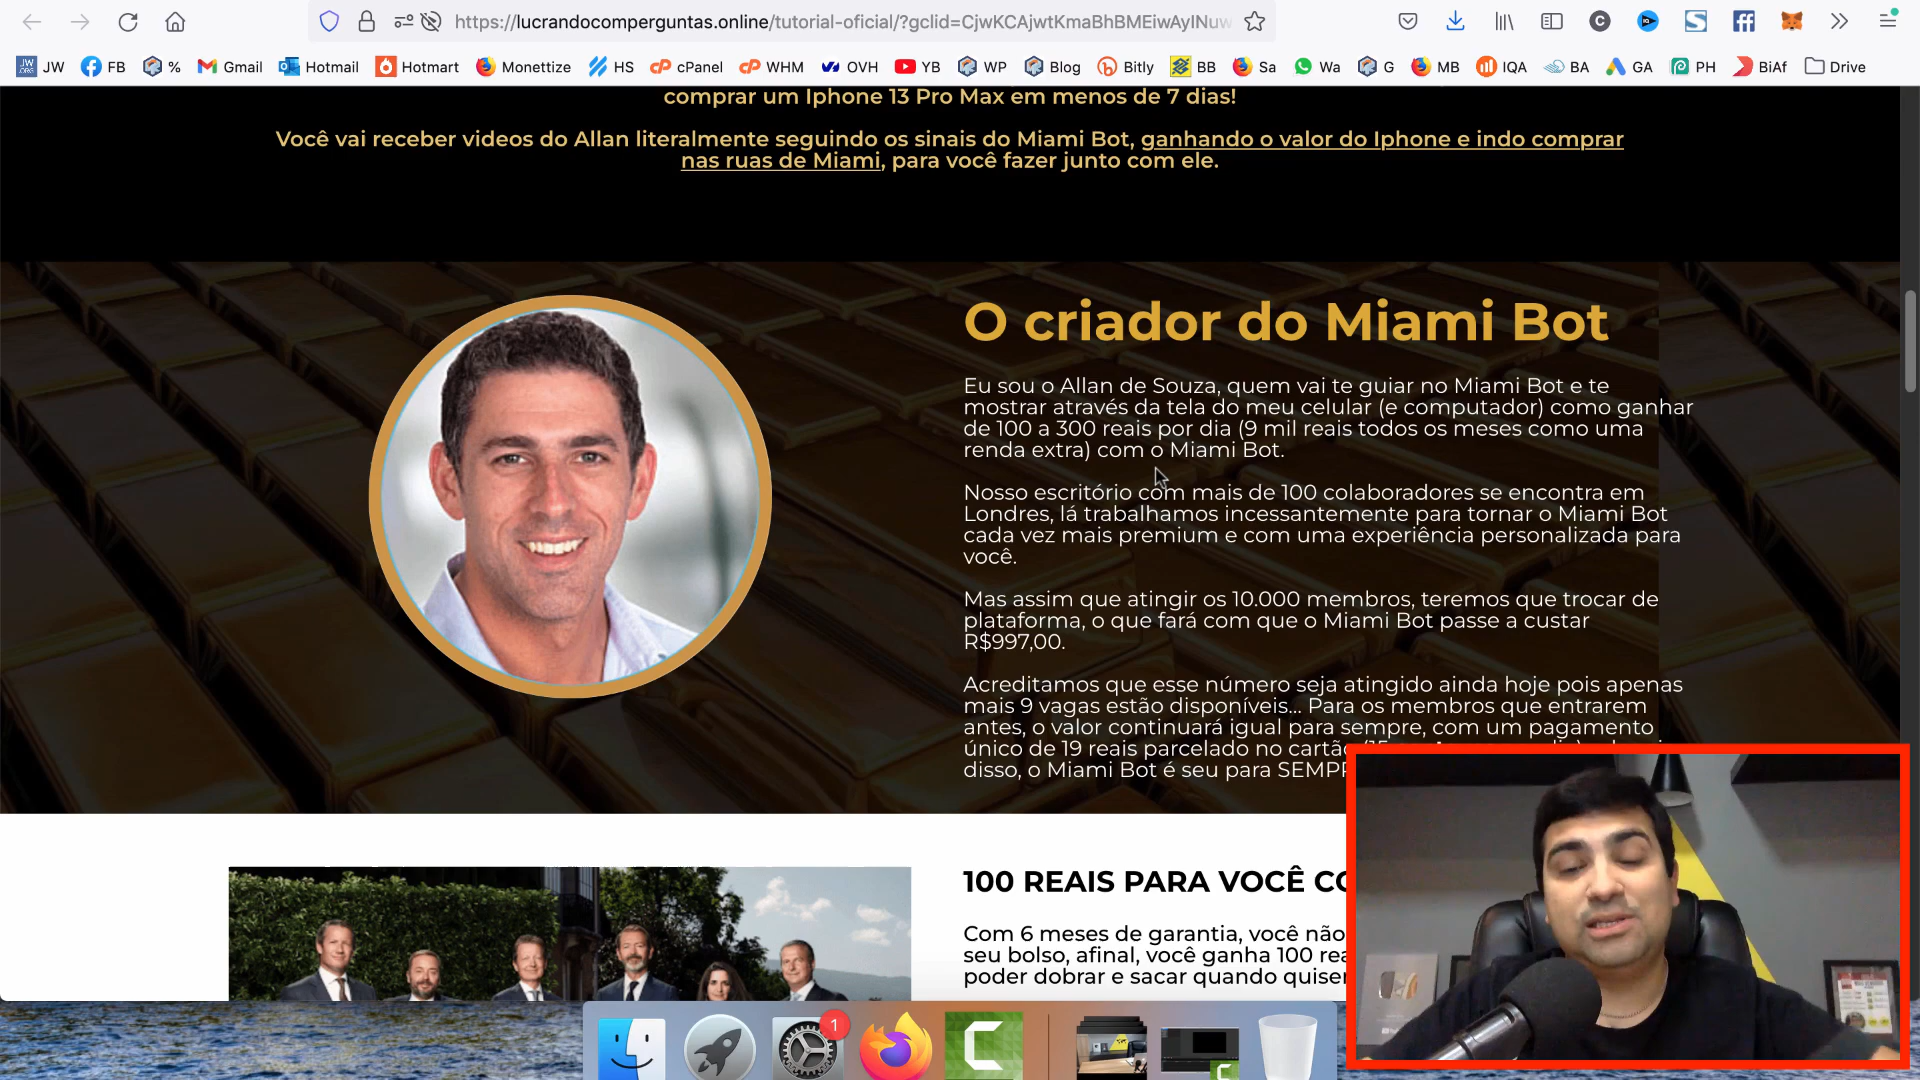 https://lucrandocomperguntas.online/tutorial-oficial/?gclid=CjwKCAjwtKmaBhBMEiwAyINuw
JW FB % Gmail Hotmail Hotmart Monettize HS cPanel WHM OVH YB WP Blog Bitly BB Sa Wa G MB IQA BA GA PH BiAf Drive
comprar um Iphone 13 Pro Max em menos de 7 dias!
Você vai receber videos do Allan literalmente seguindo os sinais do Miami Bot, ganhando o valor do Iphone e indo comprar
nas ruas de Miami, para você fazer junto com ele.
O criador do Miami Bot
Eu sou o Allan de Souza, quem vai te guiar no Miami Bot e te
mostrar através da tela do meu celular (e computador) como ganhar
de 100 a 300 reais por dia (9 mil reais todos os meses como uma
renda extra) com o Miami Bot.
Nosso escritório com mais de 100 colaboradores se encontra em
Londres, lá trabalhamos incessantemente para tornar o Miami Bot
cada vez mais premium e com uma experiência personalizada para
você.
Mas assim que atingir os 10.000 membros, teremos que trocar de
plataforma, o que fará com que o Miami Bot passe a custar
R$997,00.
Acreditamos que esse número seja atingido ainda hoje pois apenas
mais 9 vagas estão disponíveis... Para os membros que entrarem
antes, o valor continuará igual para sempre, com um pagamento
único de 19 reais parcelado no cartão
disso, o Miami Bot é seu para SEMP
100 REAIS PARA VOCÊ CO
Com 6 meses de garantia, você não
seu bolso, afinal, você ganha 100 rea
poder dobrar e sacar quando quiser
1